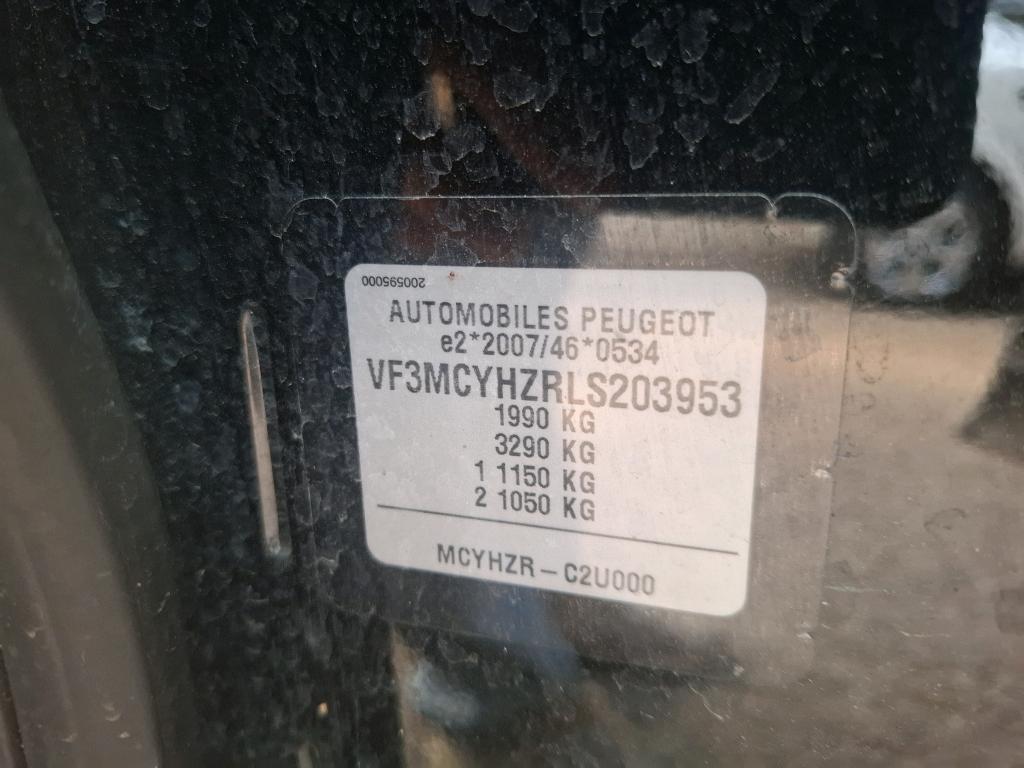 200595000
AUTOMOBILES PEUGEOT
e2*2007/46*0534
VF3MCYHZRLS203953
1990 KG
3290 KG
1 1150 KG
2 1050 KG
MCYHZR – C2U000